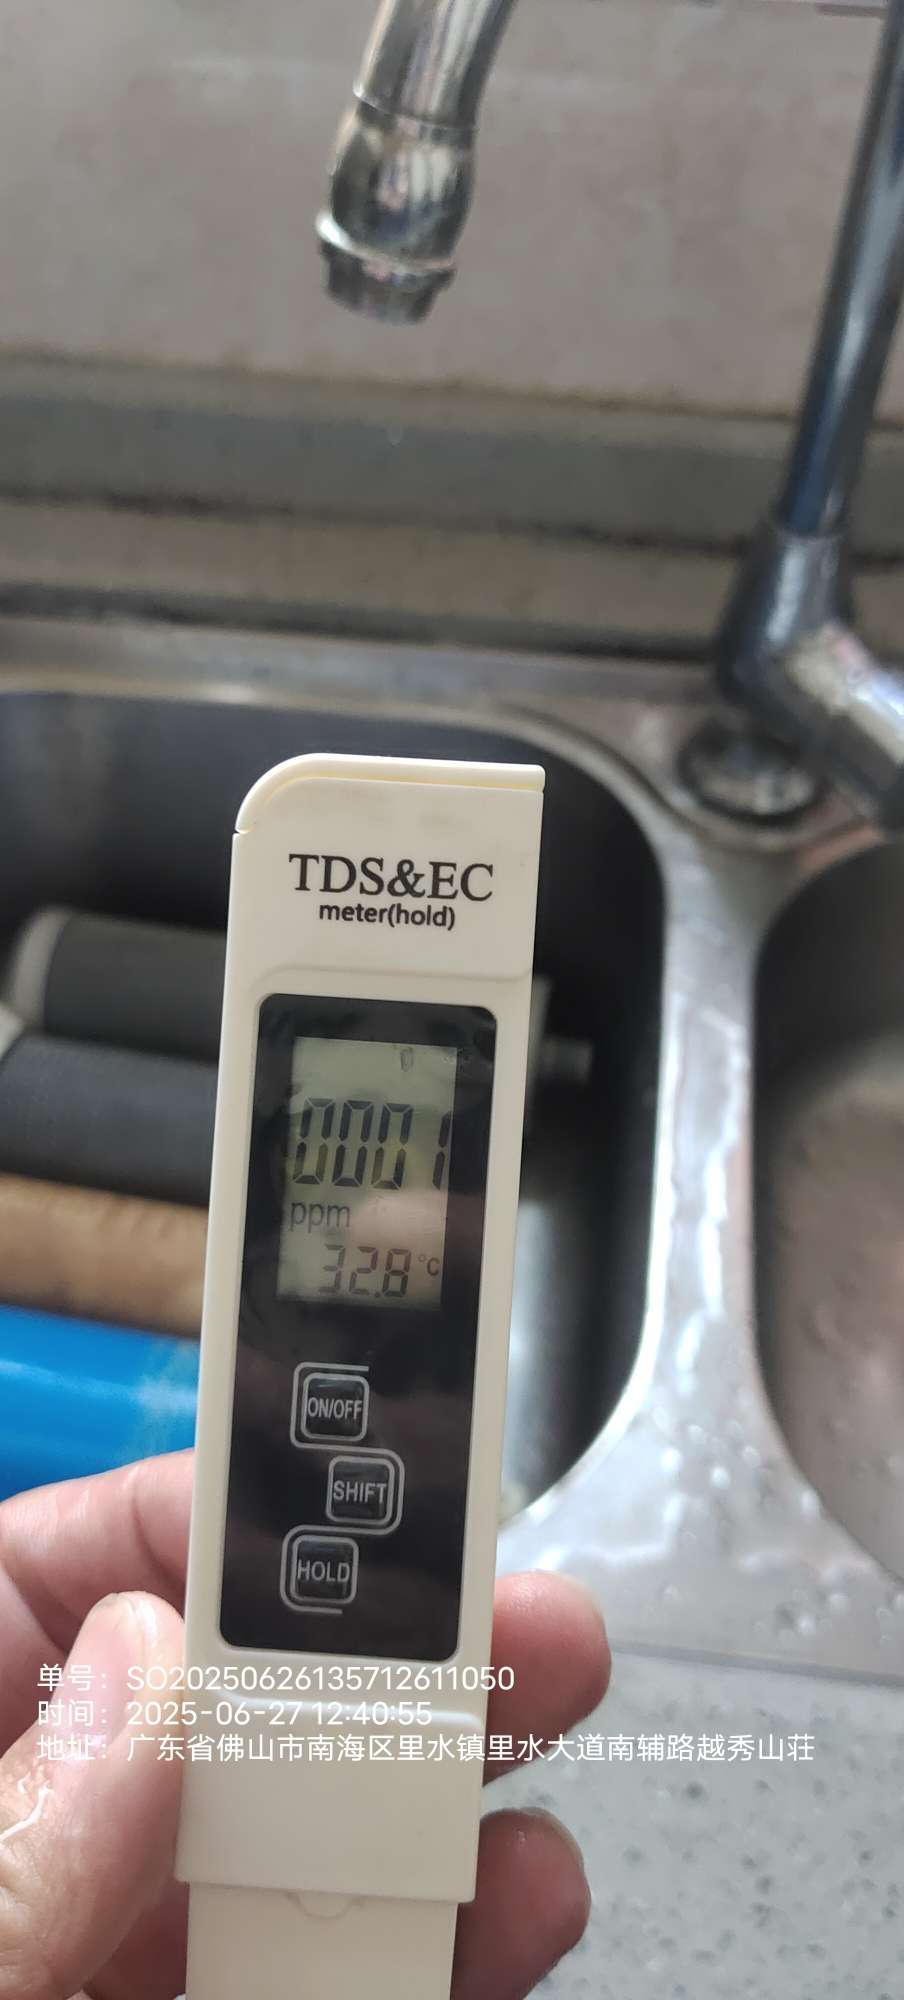 TDS&EC
meter(hold)
0001
ppm
32.8 °C
ON/OFF
SHIFT
HOLD
单号: SO20250626135712611050
时间: 2025-06-27 12:40:55
地址: 广东省佛山市南海区里水镇里水大道南辅路越秀山庄